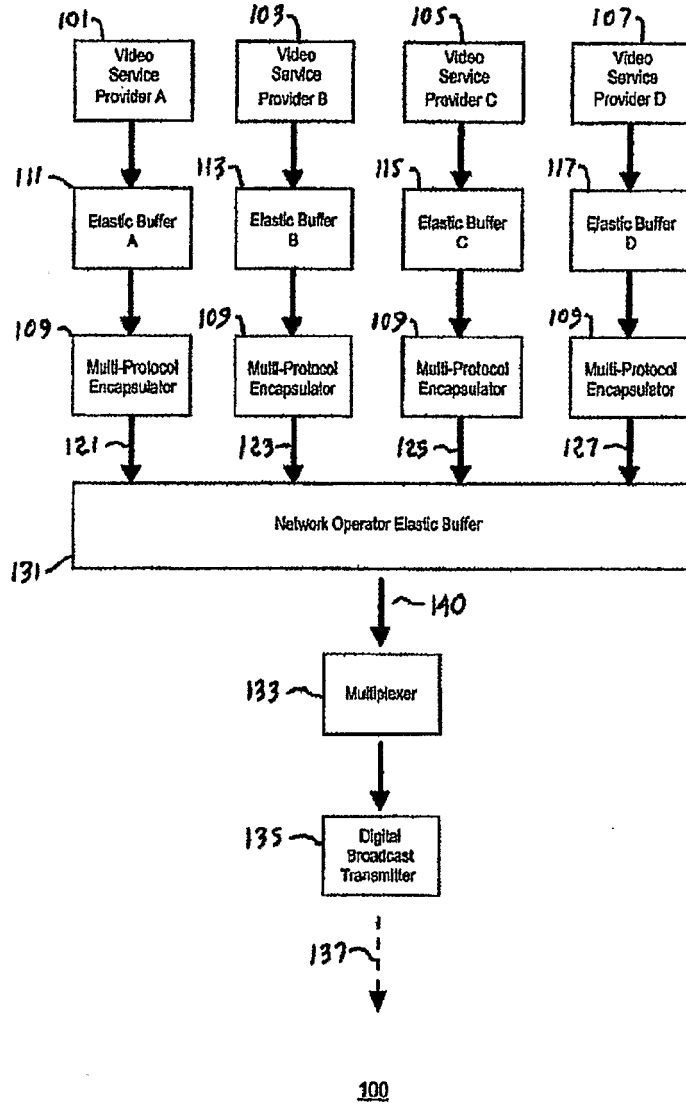 101
103
105
107
Video
Service
Provider A
Video
Service
Provider B
Video
Service
Provider C
Video
Service
Provider D
111
113
115
117
Elastic Buffer
A
Elastic Buffer
B
Elastic Buffer
C
Elastic Buffer
D
109
109
109
109
Multi-Protocol
Encapsulator
Multi-Protocol
Encapsulator
Multi-Protocol
Encapsulator
Multi-Protocol
Encapsulator
121
123
125
127
Network Operator Elastic Buffer
131
140
133
Multiplexer
135
Digital
Broadcast
Transmitter
137
100